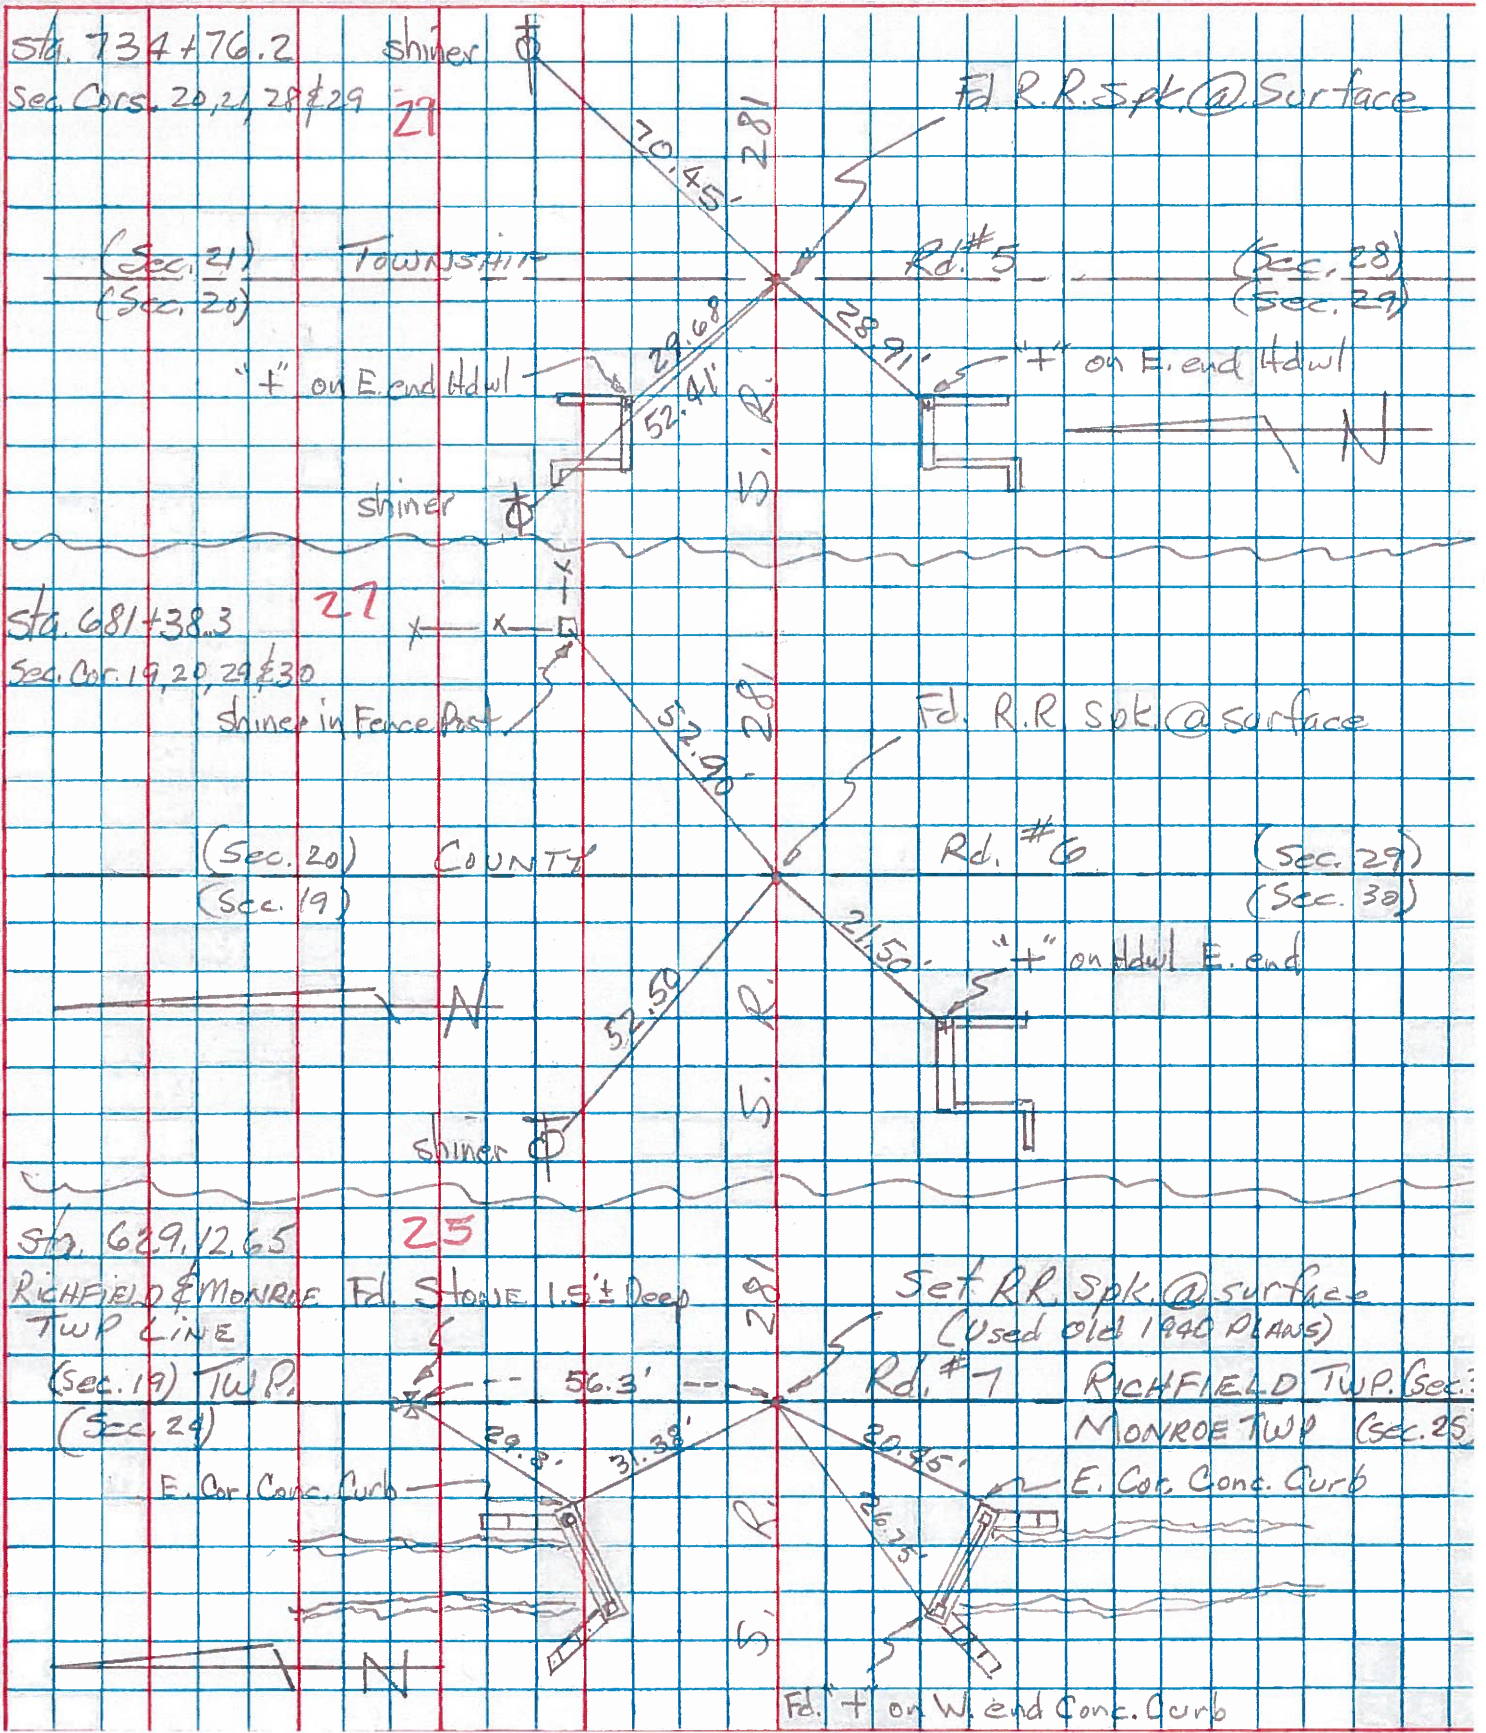 Sta. 734+76.2
shiner
Sec. Cors. 20,21,28 & 29
27
70.45'
281
Fd. R.R. Spk. @ Surface
(Sec. 21)
TOWNSHIP
Rd. #5
(Sec. 28)
(Sec. 20)
(Sec. 29)
29.68
28.91'
"+" on E. end Hdwl
52.41'
"+" on E. end Hdwl
S. R.
N
shiner
Sta. 681+38.3
27
Sec. Cor. 19,20,29 & 30
shiner in Fence Post
52.90'
281
Fd. R.R. Spk. @ surface
(Sec. 20)
COUNTY
Rd. #6
(Sec. 29)
(Sec. 19)
(Sec. 30)
21.50'
"+" on Hdwl E. end
N
52.50
S. R.
shiner
Sta. 629.12.65
25
RICHFIELD & MONROE
TWP LINE
Fd. STONE 1.5'± Deep
281
Set RR. Spk. @ surface
(Used Old 1940 PLANS)
(Sec. 19) TWP.
56.3'
Rd. #7
RICHFIELD TWP. (Sec.
(Sec. 24)
MONROE TWP (Sec. 25
29.8'
31.38'
20.45'
E. Cor. Conc. Curb
E. Cor. Conc. Curb
26.75'
S. R.
N
Fd. "+" on W. end Conc. Curb